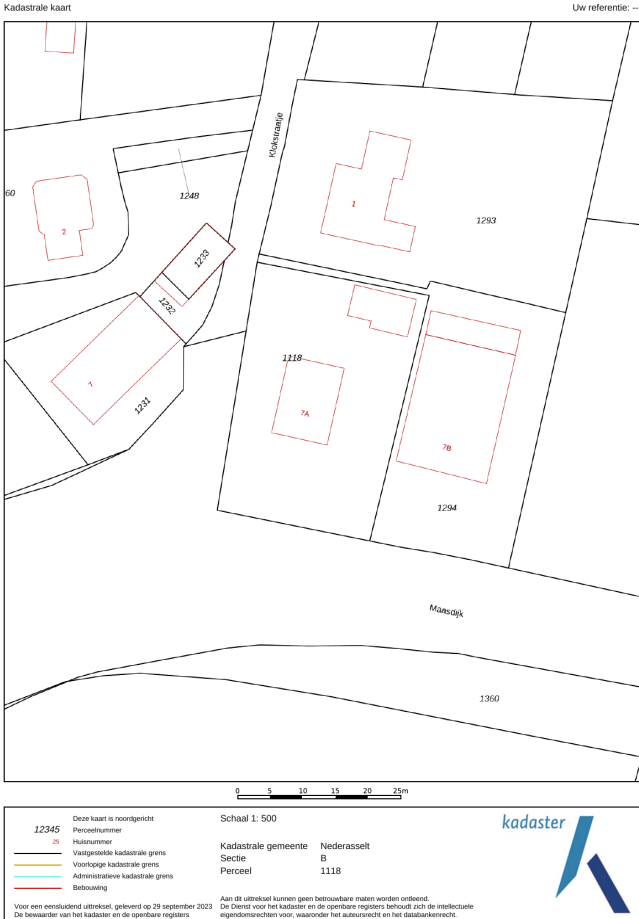 Kadastrale kaart
Uw referentie: --
Klokstraatje
60
1248
1
2
1293
1233
1232
1118
7
1231
7A
7B
1294
Maasdijk
1360
0 5 10 15 20 25m
Deze kaart is noordgericht
12345 Perceelnummer
25 Huisnummer
Vastgestelde kadastrale grens
Voorlopige kadastrale grens
Administratieve kadastrale grens
Bebouwing
Voor een eensluidend uittreksel, geleverd op 29 september 2023
De bewaarder van het kadaster en de openbare registers
Schaal 1: 500
Kadastrale gemeente Nederasselt
Sectie B
Perceel 1118
Aan dit uittreksel kunnen geen betrouwbare maten worden ontleend.
De Dienst voor het kadaster en de openbare registers behoudt zich de intellectuele
eigendomsrechten voor, waaronder het auteursrecht en het databankenrecht.
kadaster